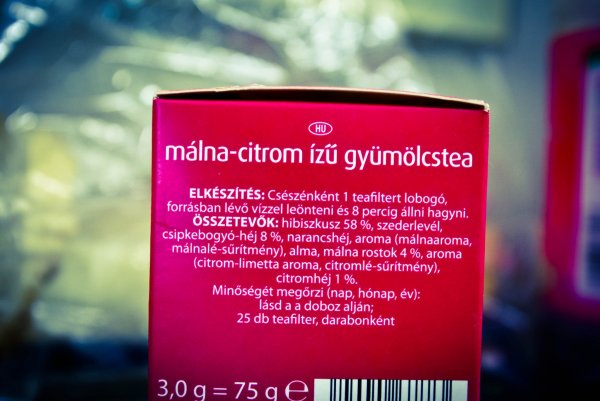 HU
málna-citrom ízű gyümölcstea
ELKÉSZÍTÉS: Csészénként 1 teafiltert lobogó,
forrásban lévő vízzel leönteni és 8 percig állni hagyni.
ÖSSZETEVŐK: hibiszkusz 58 %, szederlevél,
csipkebogyó-héj 8 %, narancshéj, aroma (málnaaroma,
málnalé-sűrítmény), alma, málna rostok 4 %, aroma
(citrom-limetta aroma, citromlé-sűrítmény),
citromhéj 1 %.
Minőségét megőrzi (nap, hónap, év):
lásd a a doboz alján;
25 db teafilter, darabonként
3,0 g = 75 g e